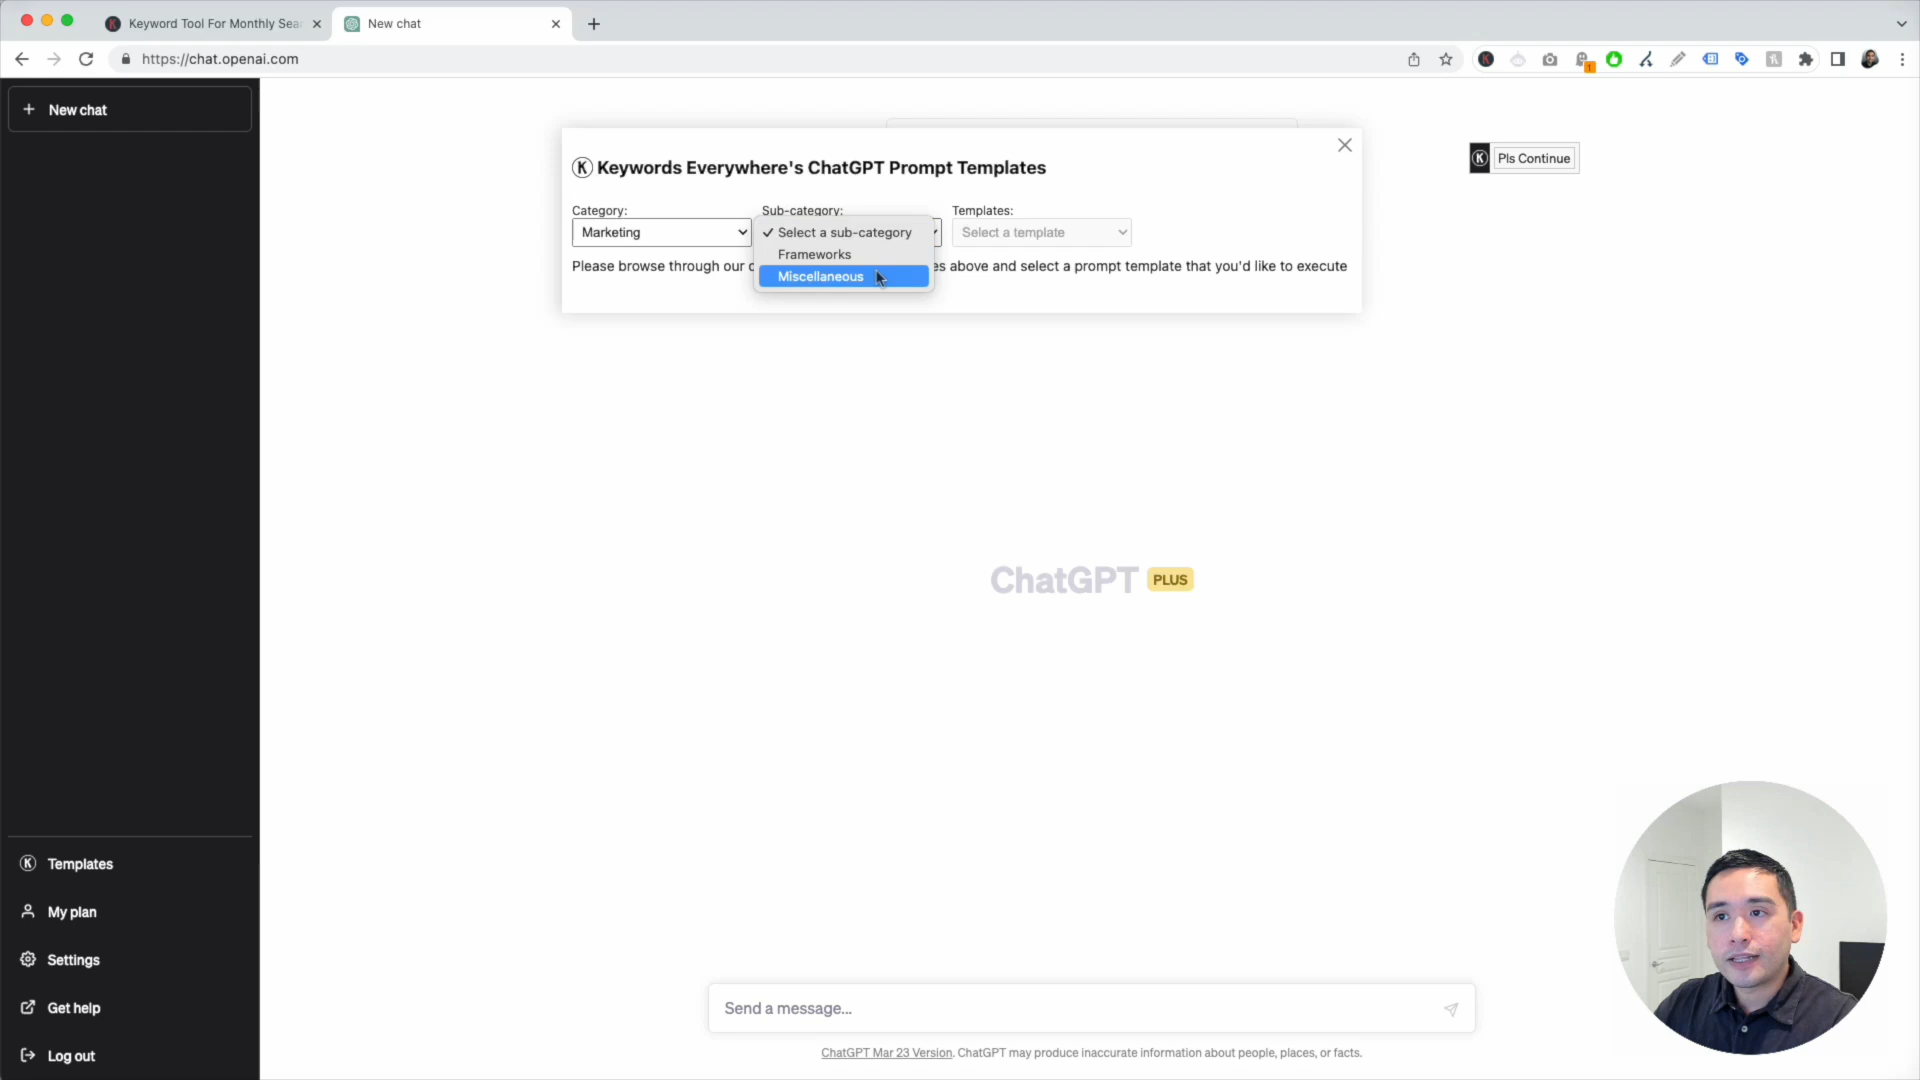 Keyword Tool For Monthly Sear
New chat
https://chat.openai.com
1
New chat
Keywords Everywhere's ChatGPT Prompt Templates
Pls Continue
Category:
Sub-category:
Templates:
Marketing
Select a sub-category
Select a template
Frameworks
Please browse through our c
es above and select a prompt template that you'd like to execute
Miscellaneous
ChatGPT PLUS
Templates
My plan
Settings
Get help
Log out
Send a message...
ChatGPT Mar 23 Version. ChatGPT may produce inaccurate information about people, places, or facts.